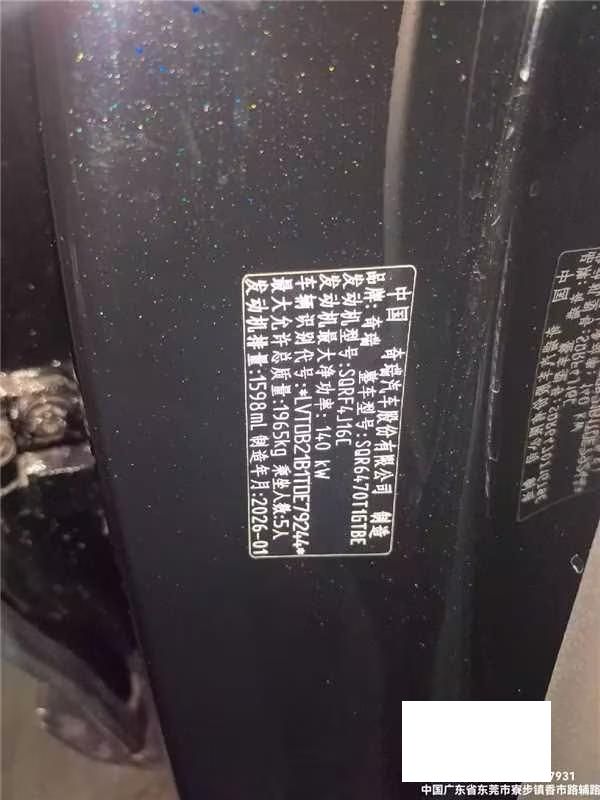 中国 奇瑞汽车股份有限公司 制造
品牌:奇瑞 整车型号:SQR6470T1GTBE
发动机型号:SQRF4J16C
发动机最大净功率:140 kW
车辆识别代号:*LVTDB21B1TDE79244*
最大允许总质量:1965kg 乘坐人数:5人
发动机排量:1598ml 制造年月:2026-01
7931
中国广东省东莞市寮步镇香市路辅路